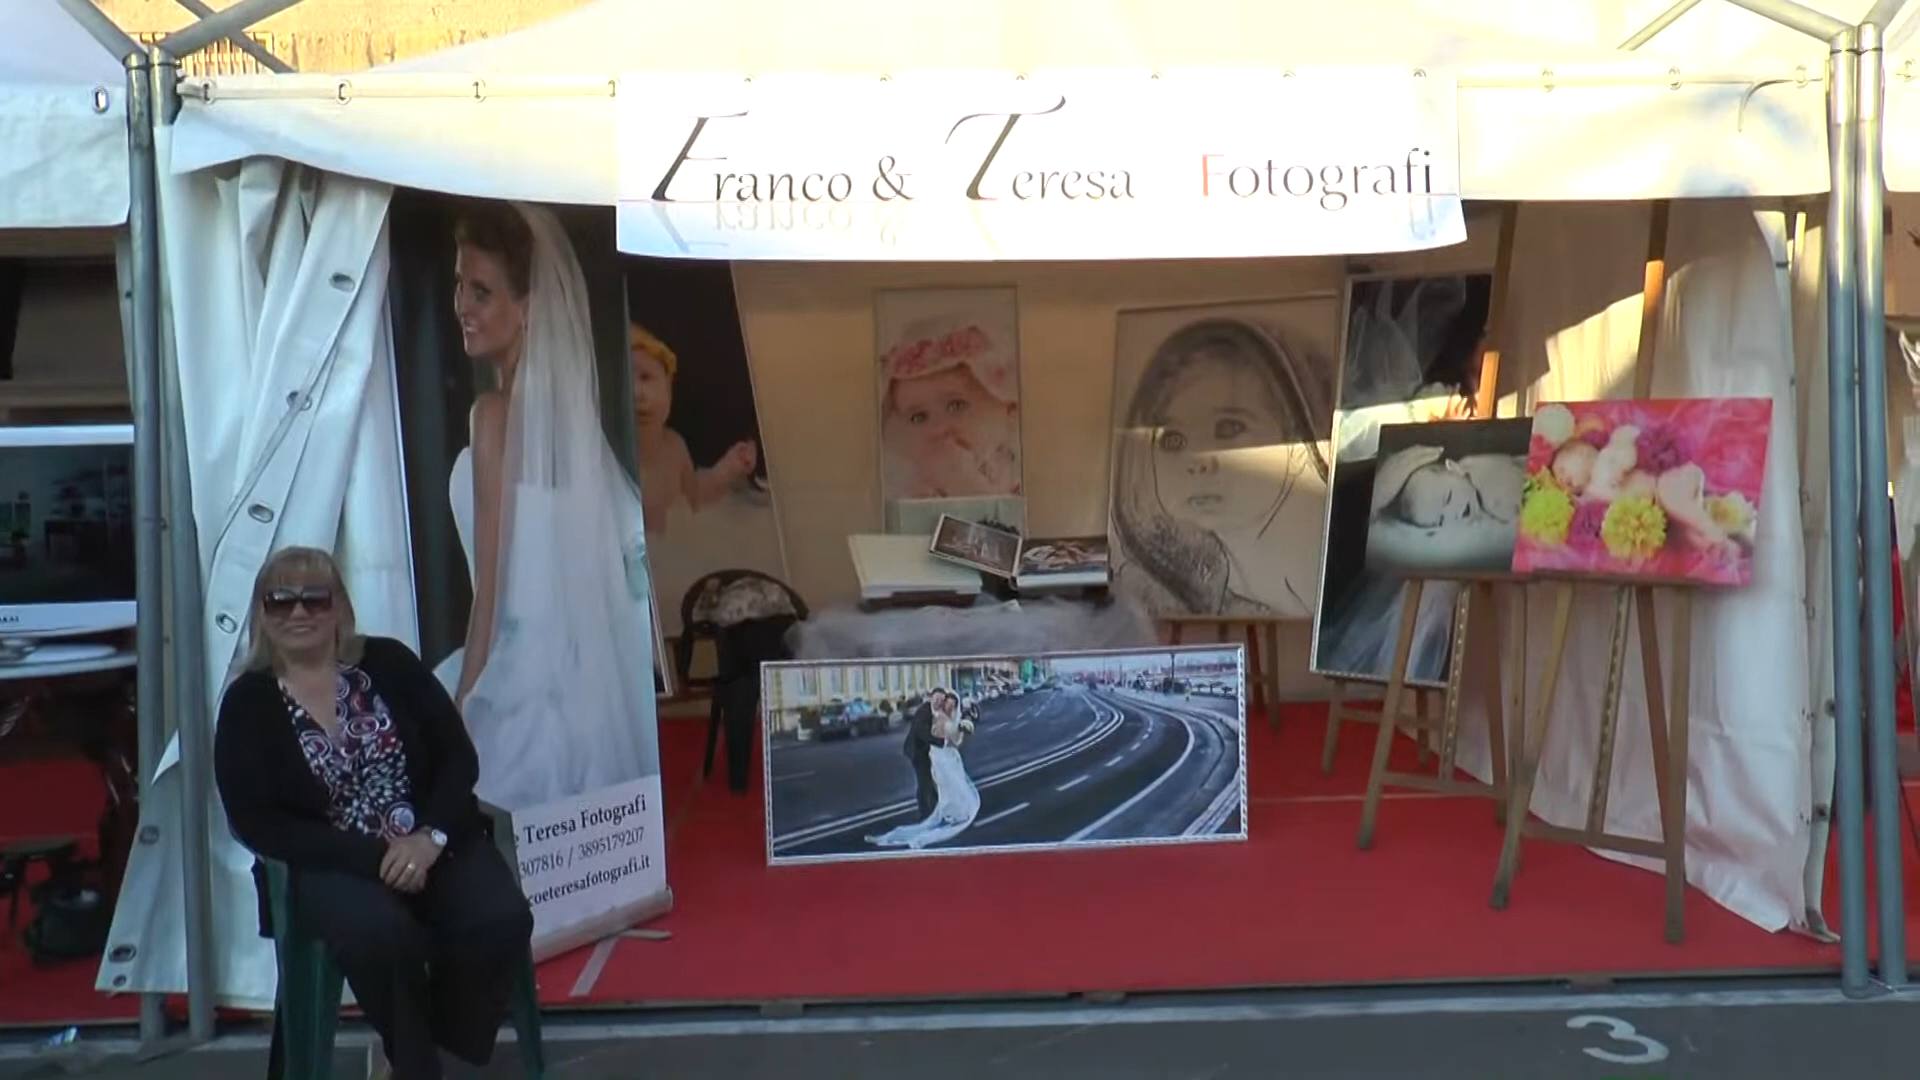 Franco & Teresa Fotografi
e Teresa Fotografi
307816 / 3895179207
coeteresafotografi.it
3